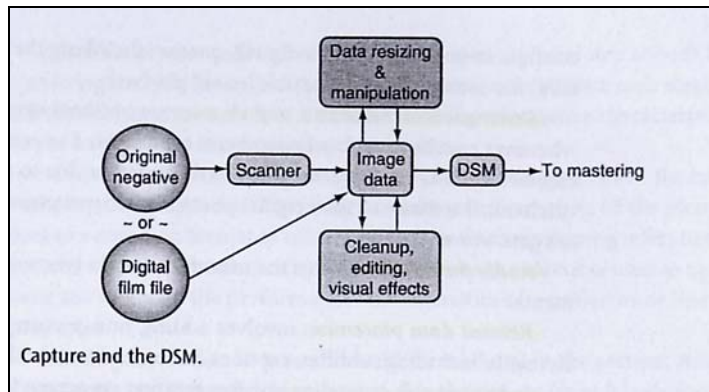 Data resizing
&
manipulation
Original
negative
Scanner
Image
data
DSM
To mastering
~ or ~
Digital
film file
Cleanup,
editing,
visual effects
Capture and the DSM.